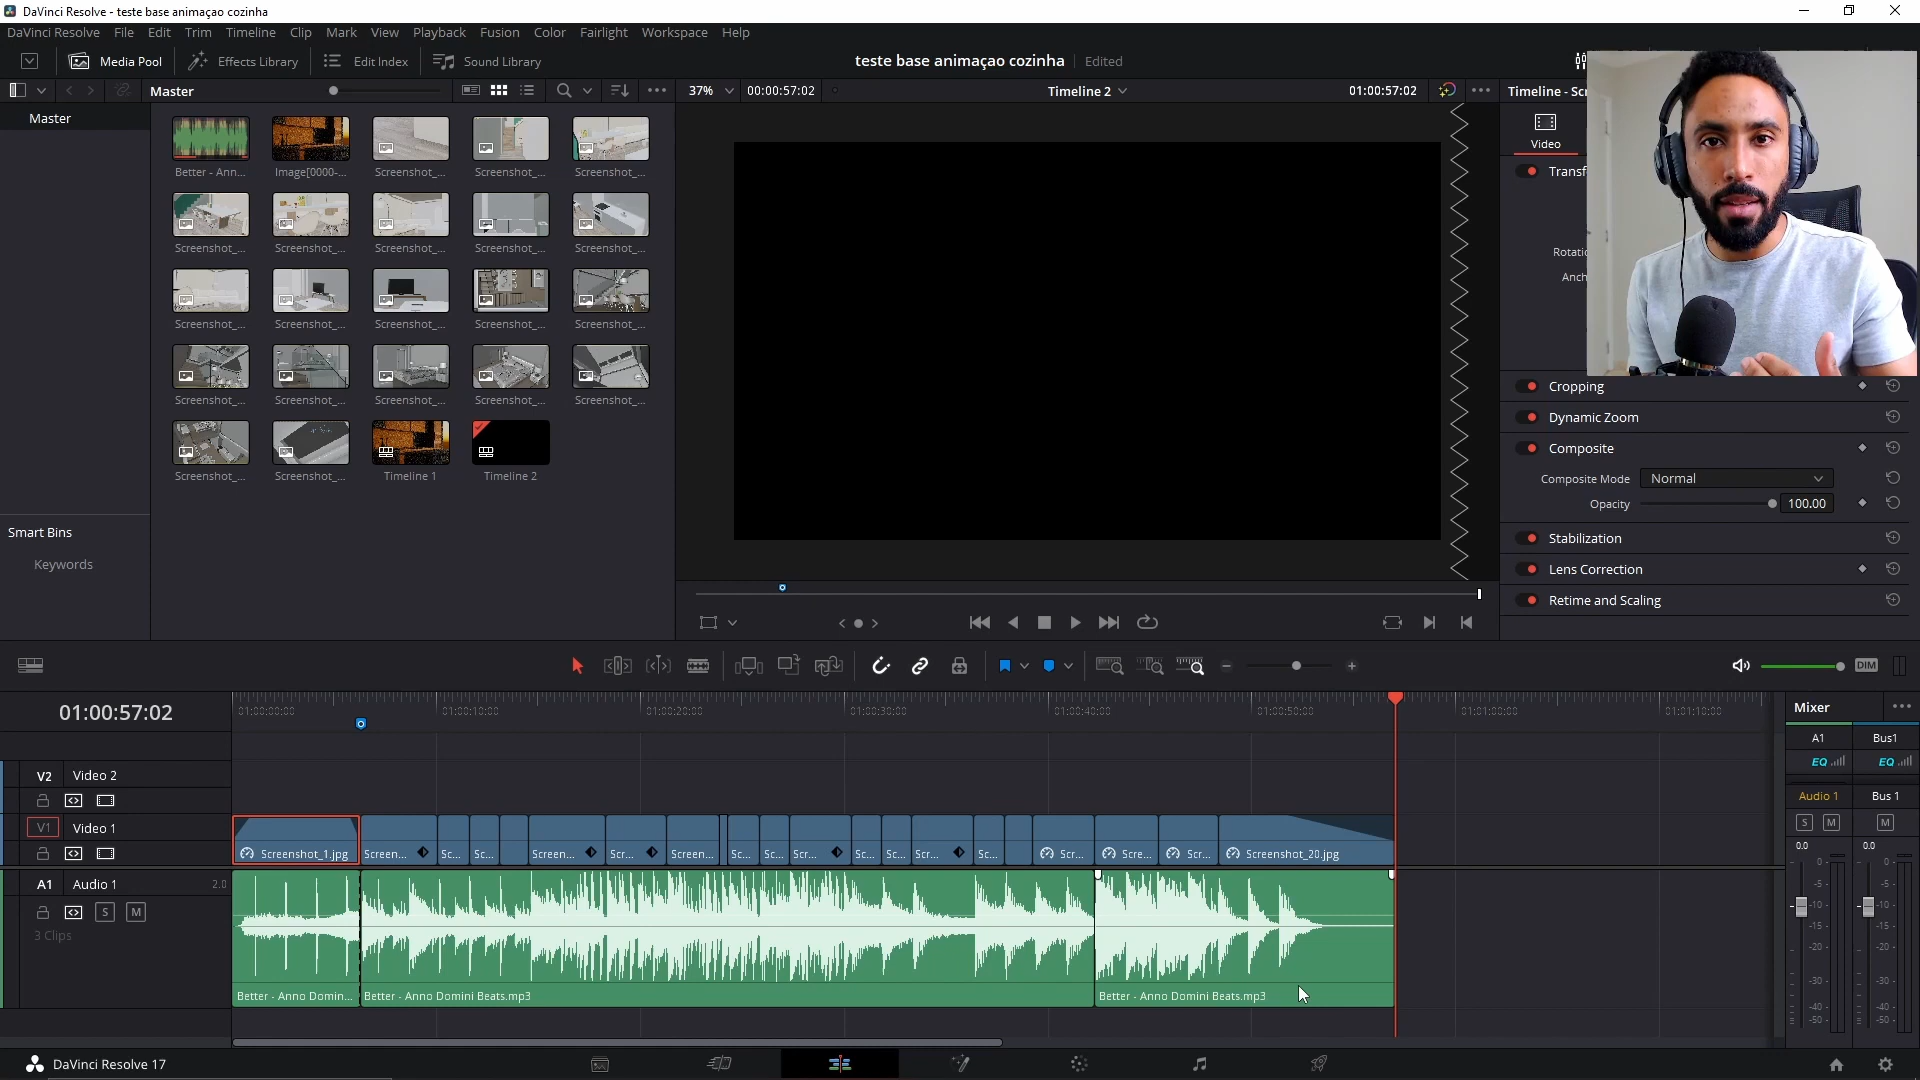 DaVinci Resolve - teste base animaçao cozinha
DaVinci Resolve File Edit Trim Timeline Clip Mark View Playback Fusion Color Fairlight Workspace Help
Media Pool Effects Library Edit Index Sound Library teste base animaçao cozinha Edited
Master 37% 00:00:57:02 Timeline 2 01:00:57:02 Timeline - Scr
Master
Better - Ann... Image[0000-... Screenshot_... Screenshot_... Screenshot_...
Screenshot_... Screenshot_... Screenshot_... Screenshot_... Screenshot_...
Screenshot_... Screenshot_... Screenshot_... Screenshot_... Screenshot_...
Screenshot_... Screenshot_... Screenshot_... Screenshot_... Screenshot_...
Screenshot_... Screenshot_... Timeline 1 Timeline 2
Smart Bins
Keywords
Video
Transf
Rotatic
Anch
Cropping
Dynamic Zoom
Composite
Composite Mode Normal
Opacity 100.00
Stabilization
Lens Correction
Retime and Scaling
DIM
01:00:57:02
01:00:00:00 01:00:10:00 01:00:20:00 01:00:30:00 01:00:40:00 01:00:50:00 01:01:00:00 01:01:10:00
V2 Video 2
V1 Video 1
Screenshot_1.jpg Screen... Sc... Sc... Screen... Scr... Screen... Sc... Sc... Scr... Sc... Sc... Scr... Sc... Scr... Scre... Scr... Screenshot_20.jpg
A1 Audio 1 2.0
S M
3 Clips
Better - Anno Domin... Better - Anno Domini Beats.mp3 Better - Anno Domini Beats.mp3
Mixer
A1 Bus1
EQ EQ
Audio 1 Bus 1
S M M
0.0 0.0
0 0
-5 -5
-10 -10
-15 -15
-20 -20
-30 -30
-40 -40
-50 -50
DaVinci Resolve 17